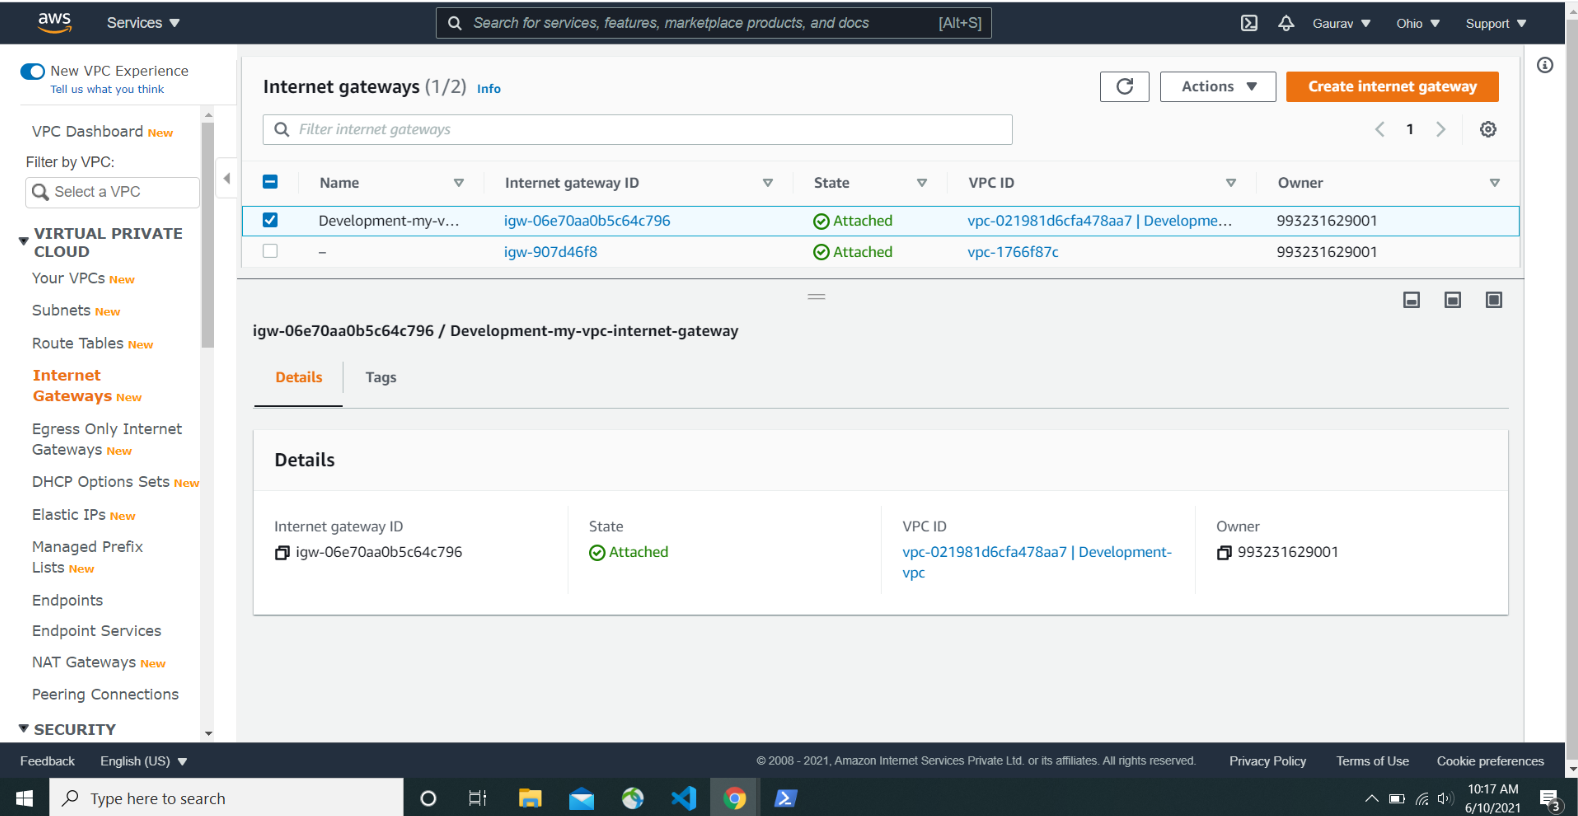 aws
Services
Search for services, features, marketplace products, and docs [Alt+S]
Gaurav
Ohio
Support
New VPC Experience
Tell us what you think
VPC Dashboard New
Filter by VPC:
Select a VPC
VIRTUAL PRIVATE
CLOUD
Your VPCs New
Subnets New
Route Tables New
Internet
Gateways New
Egress Only Internet
Gateways New
DHCP Options Sets New
Elastic IPs New
Managed Prefix
Lists New
Endpoints
Endpoint Services
NAT Gateways New
Peering Connections
SECURITY
Internet gateways (1/2) Info
Actions
Create internet gateway
Filter internet gateways
1
Name Internet gateway ID State VPC ID Owner
Development-my-v... igw-06e70aa0b5c64c796 Attached vpc-021981d6cfa478aa7 | Developme... 993231629001
– igw-907d46f8 Attached vpc-1766f87c 993231629001
igw-06e70aa0b5c64c796 / Development-my-vpc-internet-gateway
Details Tags
Details
Internet gateway ID
igw-06e70aa0b5c64c796
State
Attached
VPC ID
vpc-021981d6cfa478aa7 | Development-
vpc
Owner
993231629001
Feedback English (US)
© 2008 - 2021, Amazon Internet Services Private Ltd. or its affiliates. All rights reserved. Privacy Policy Terms of Use Cookie preferences
Type here to search
10:17 AM
6/10/2021
3